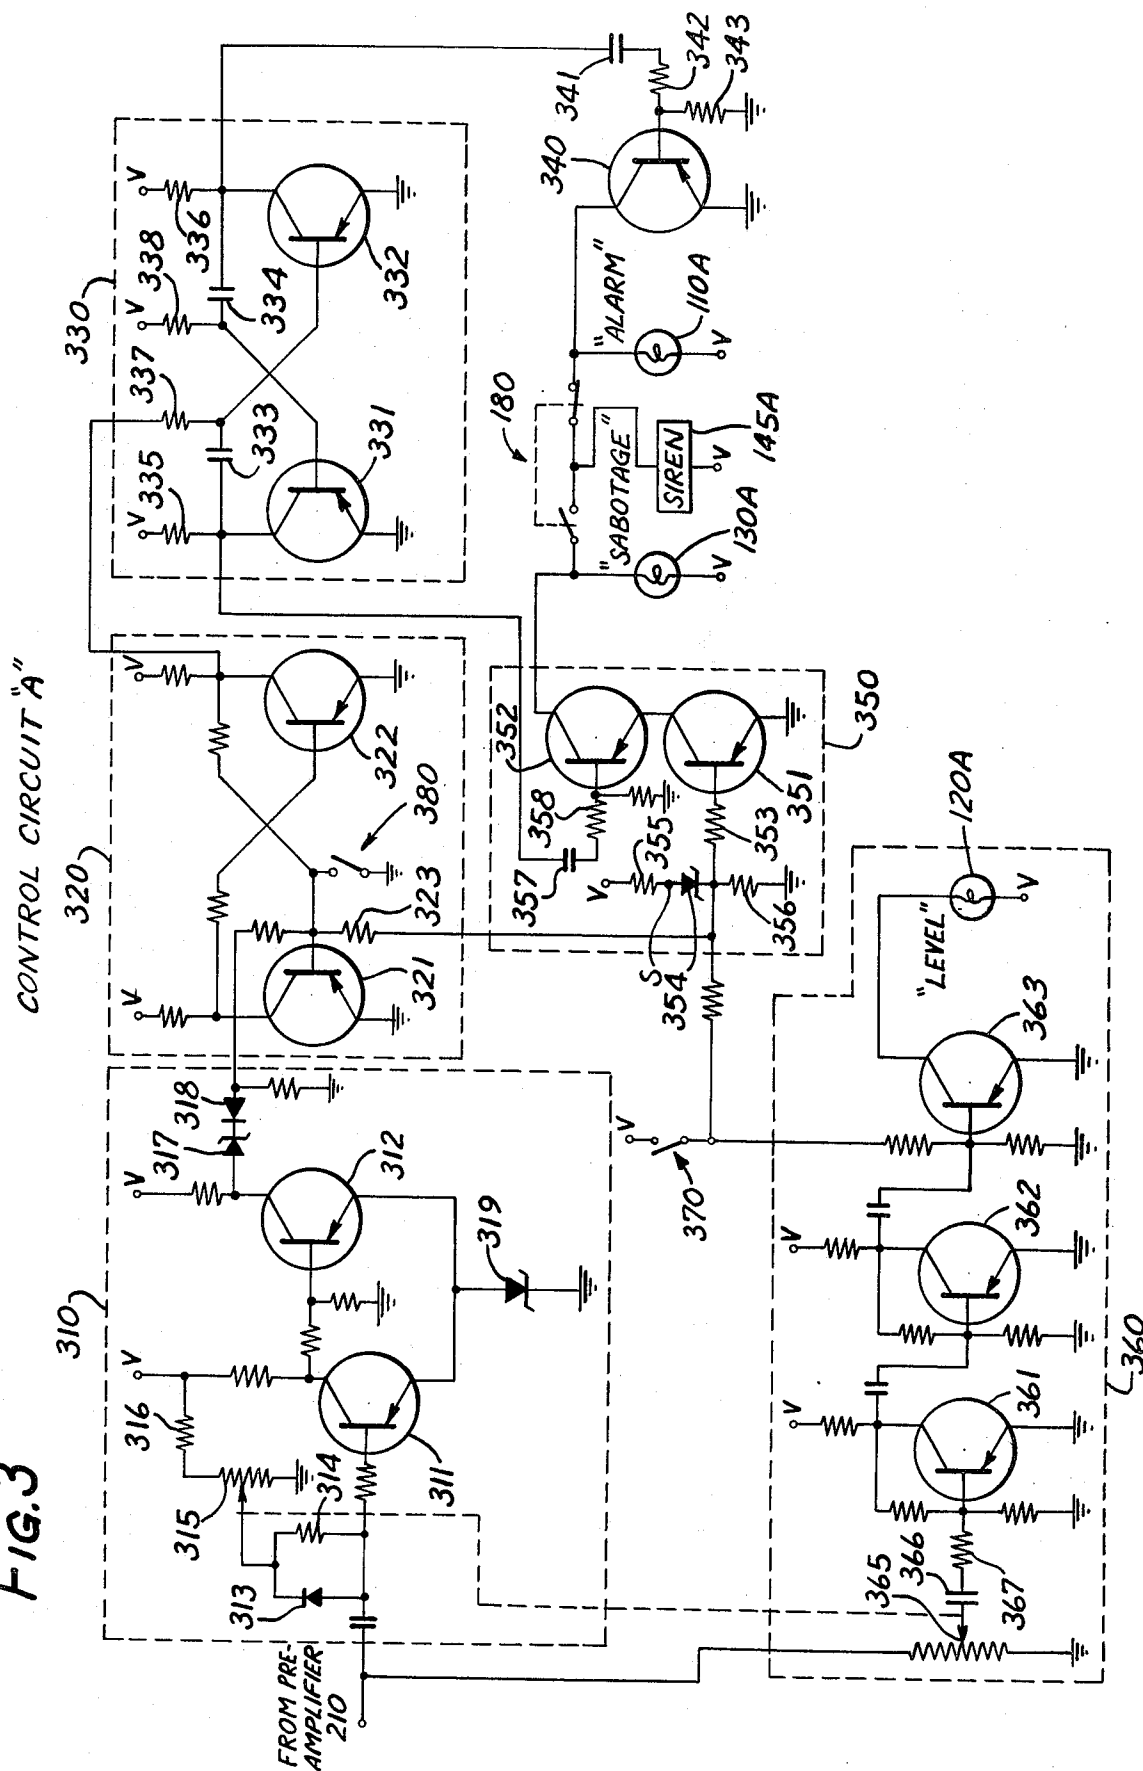 FIG. 3
CONTROL CIRCUIT "A"
310
V
V
316
315
314
313
311
312
317
318
319
FROM PRE-
AMPLIFIER
210
320
V
V
321
322
323
380
330
V
V
V
335
337
338
336
333
334
331
332
341
342
343
340
180
"ALARM"
110A
V
"SABOTAGE"
SIREN
145A
V
130A
V
350
352
351
358
357
V
355
353
S
354
356
V
370
360
V
V
361
362
363
365
366
367
"LEVEL"
120A
V